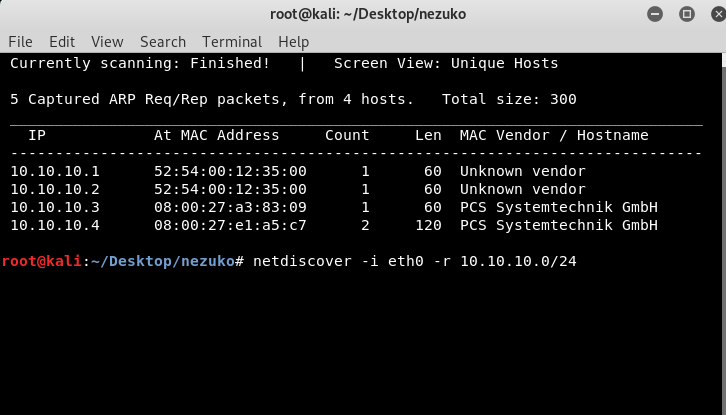 root@kali: ~/Desktop/nezuko
File Edit View Search Terminal Help
Currently scanning: Finished! | Screen View: Unique Hosts
5 Captured ARP Req/Rep packets, from 4 hosts. Total size: 300
IP At MAC Address Count Len MAC Vendor / Hostname
10.10.10.1 52:54:00:12:35:00 1 60 Unknown vendor
10.10.10.2 52:54:00:12:35:00 1 60 Unknown vendor
10.10.10.3 08:00:27:a3:83:09 1 60 PCS Systemtechnik GmbH
10.10.10.4 08:00:27:e1:a5:c7 2 120 PCS Systemtechnik GmbH
root@kali:~/Desktop/nezuko# netdiscover -i eth0 -r 10.10.10.0/24